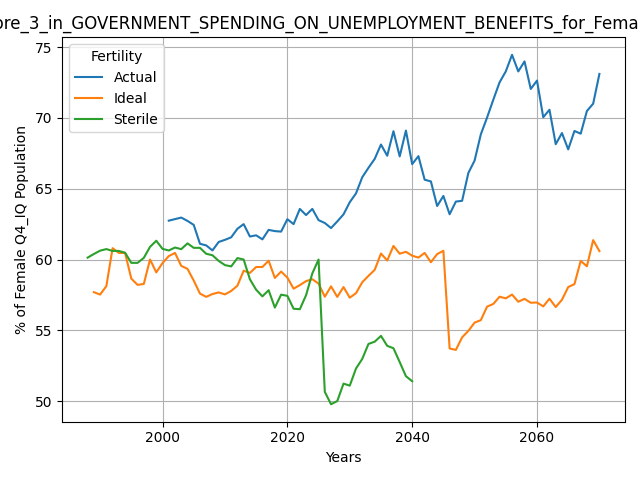 ore_3_in_GOVERNMENT_SPENDING_ON_UNEMPLOYMENT_BENEFITS_for_Fema
Fertility
Actual
Ideal
Sterile
% of Female Q4_IQ Population
75
70
65
60
55
50
2000
2020
2040
2060
Years